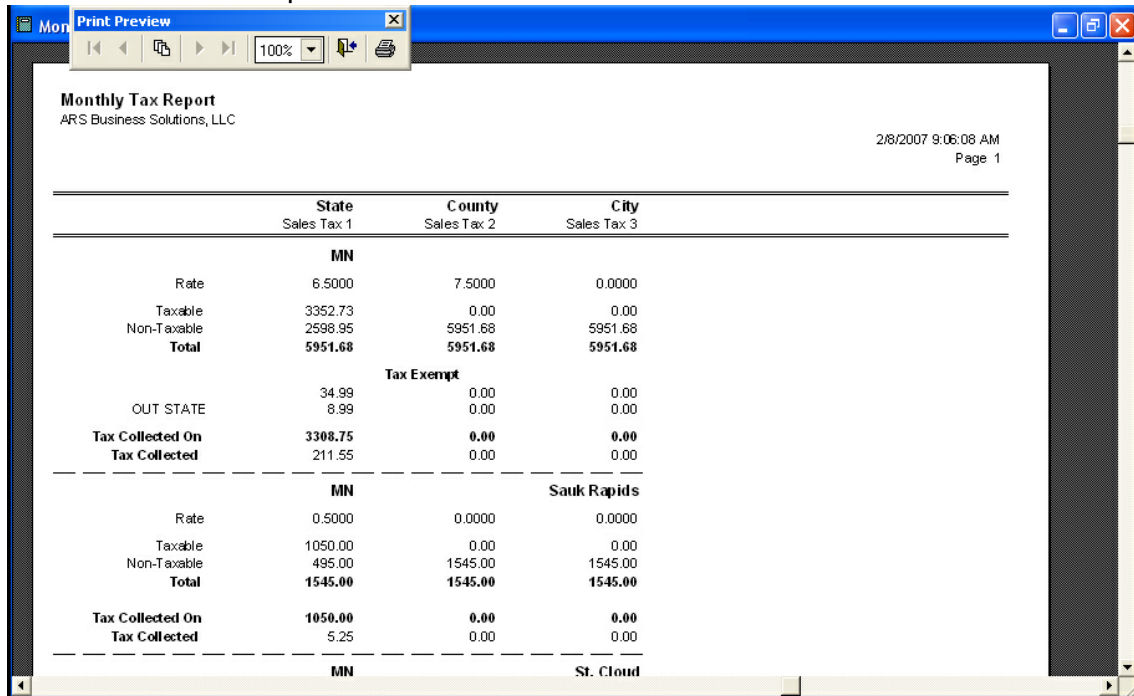 Mon
Print Preview
100%
Monthly Tax Report
ARS Business Solutions, LLC
2/8/2007 9:06:08 AM
Page 1
State County City
Sales Tax 1 Sales Tax 2 Sales Tax 3
MN
Rate 6.5000 7.5000 0.0000
Taxable 3352.73 0.00 0.00
Non-Taxable 2598.95 5951.68 5951.68
Total 5951.68 5951.68 5951.68
Tax Exempt
34.99 0.00 0.00
OUT STATE 8.99 0.00 0.00
Tax Collected On 3308.75 0.00 0.00
Tax Collected 211.55 0.00 0.00
MN Sauk Rapids
Rate 0.5000 0.0000 0.0000
Taxable 1050.00 0.00 0.00
Non-Taxable 495.00 1545.00 1545.00
Total 1545.00 1545.00 1545.00
Tax Collected On 1050.00 0.00 0.00
Tax Collected 5.25 0.00 0.00
MN St. Cloud